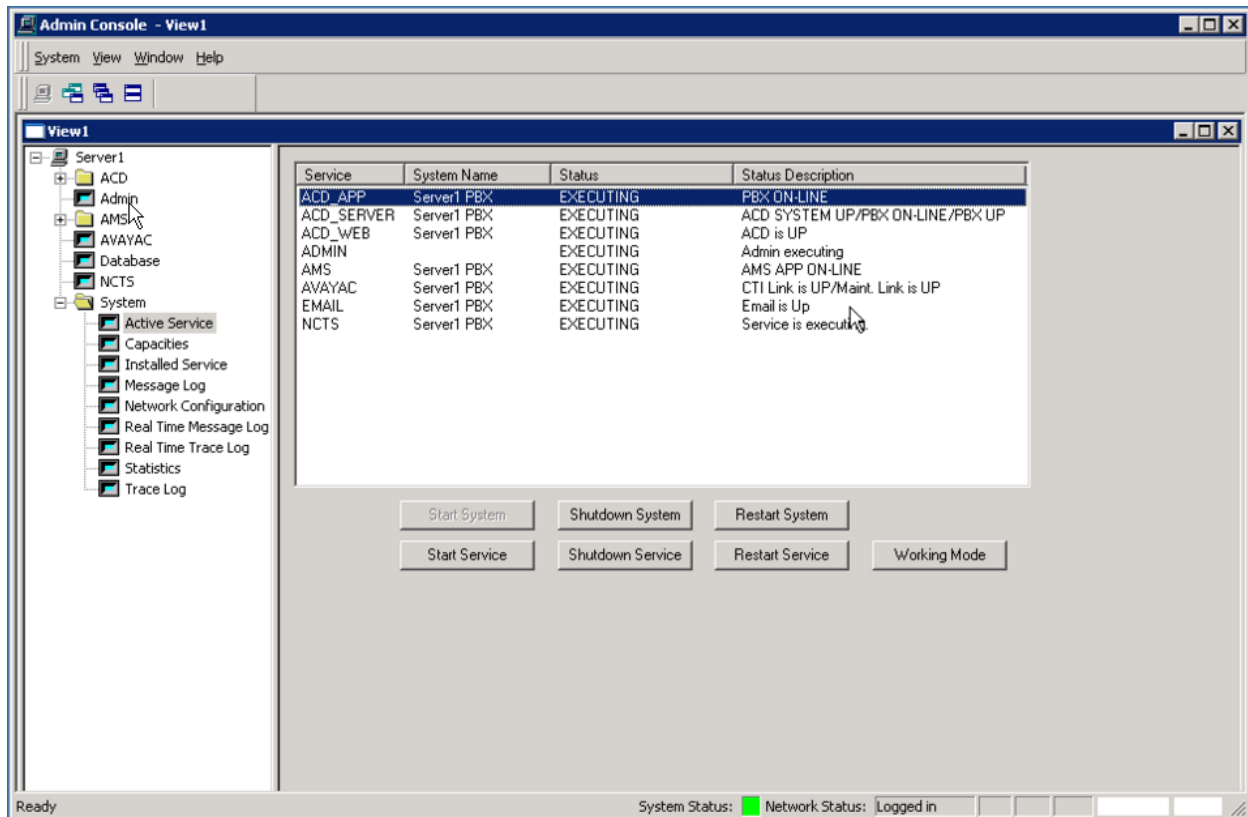 Admin Console - View1
System View Window Help
View1
Server1
ACD
Admin
AMS
AVAYAC
Database
NCTS
System
Active Service
Capacities
Installed Service
Message Log
Network Configuration
Real Time Message Log
Real Time Trace Log
Statistics
Trace Log
Service System Name Status Status Description
ACD_APP Server1 PBX EXECUTING PBX ON-LINE
ACD_SERVER Server1 PBX EXECUTING ACD SYSTEM UP/PBX ON-LINE/PBX UP
ACD_WEB Server1 PBX EXECUTING ACD is UP
ADMIN EXECUTING Admin executing
AMS Server1 PBX EXECUTING AMS APP ON-LINE
AVAYAC Server1 PBX EXECUTING CTI Link is UP/Maint. Link is UP
EMAIL Server1 PBX EXECUTING Email is Up
NCTS Server1 PBX EXECUTING Service is executing.
Start System Shutdown System Restart System
Start Service Shutdown Service Restart Service Working Mode
Ready System Status: Network Status: Logged in